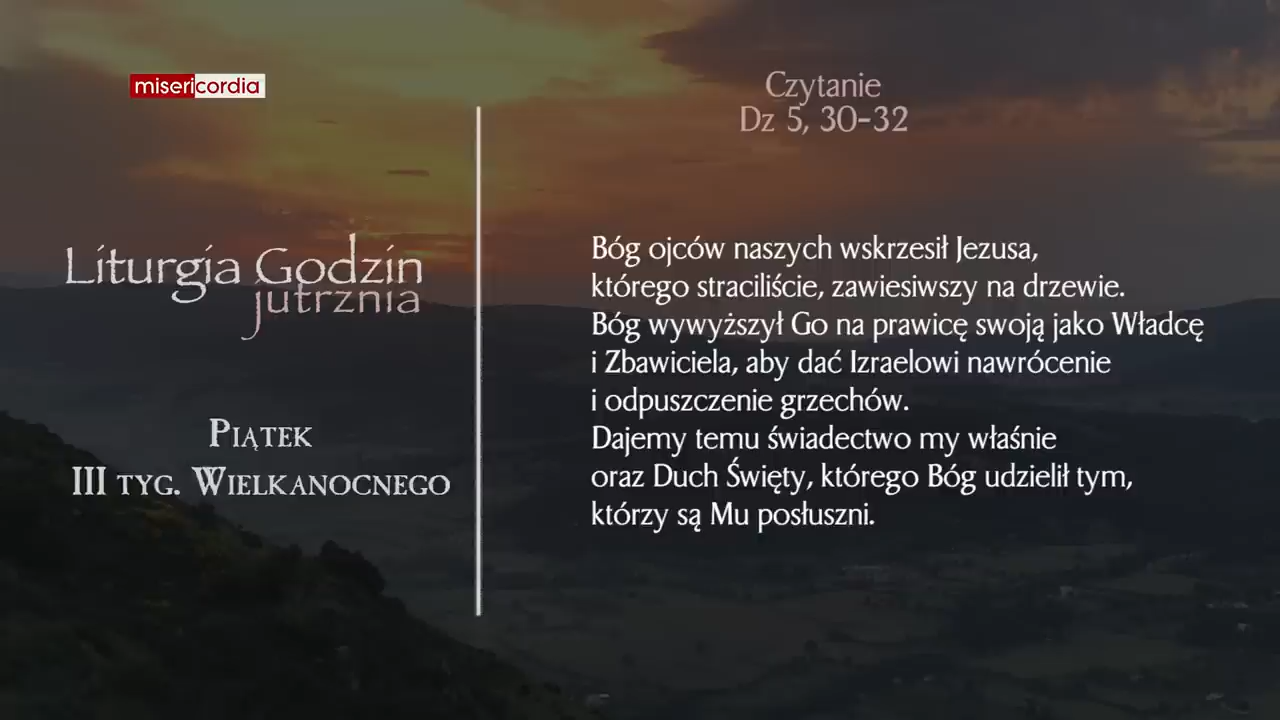 misericordia
Liturgia Godzin
jutrznia
Piątek
III tyg. Wielkanocnego
Czytanie
Dz 5, 30-32
Bóg ojców naszych wskrzesił Jezusa,
którego straciliście, zawiesiwszy na drzewie.
Bóg wywyższył Go na prawicę swoją jako Władcę
i Zbawiciela, aby dać Izraelowi nawrócenie
i odpuszczenie grzechów.
Dajemy temu świadectwo my właśnie
oraz Duch Święty, którego Bóg udzielił tym,
którzy są Mu posłuszni.